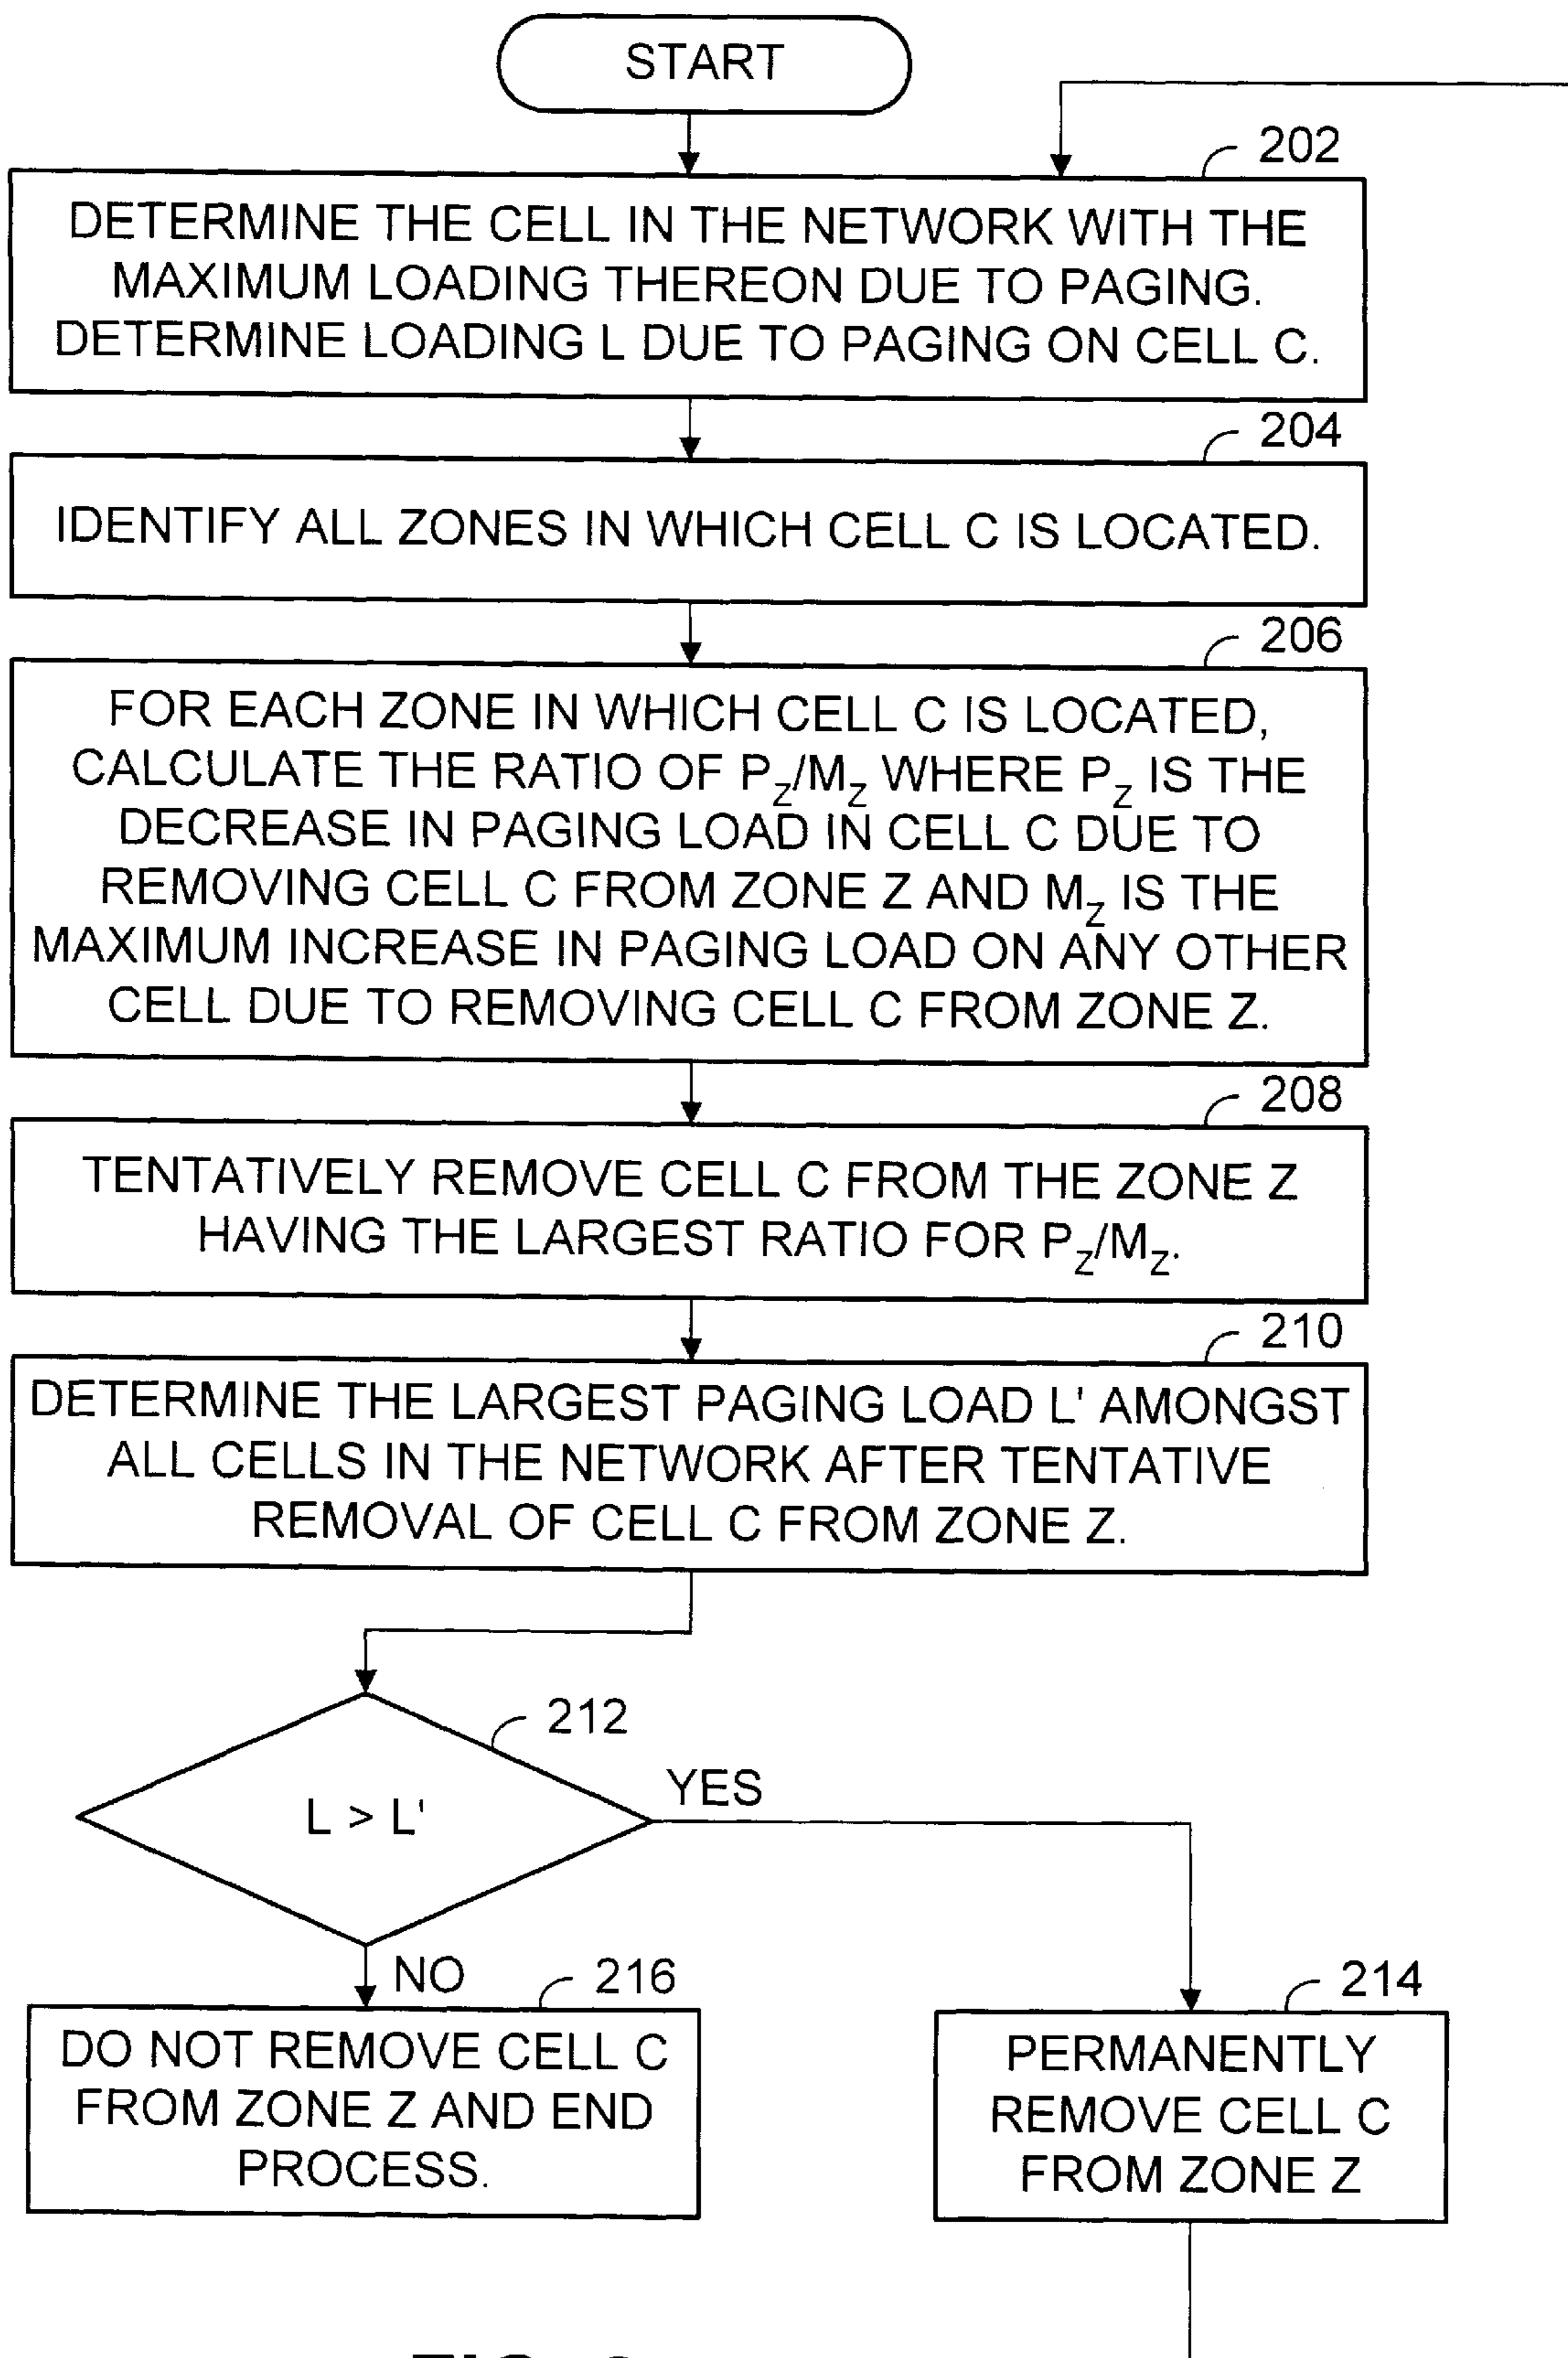 START
202
DETERMINE THE CELL IN THE NETWORK WITH THE
MAXIMUM LOADING THEREON DUE TO PAGING.
DETERMINE LOADING L DUE TO PAGING ON CELL C.
204
IDENTIFY ALL ZONES IN WHICH CELL C IS LOCATED.
206
FOR EACH ZONE IN WHICH CELL C IS LOCATED,
CALCULATE THE RATIO OF PZ/MZ WHERE PZ IS THE
DECREASE IN PAGING LOAD IN CELL C DUE TO
REMOVING CELL C FROM ZONE Z AND MZ IS THE
MAXIMUM INCREASE IN PAGING LOAD ON ANY OTHER
CELL DUE TO REMOVING CELL C FROM ZONE Z.
208
TENTATIVELY REMOVE CELL C FROM THE ZONE Z
HAVING THE LARGEST RATIO FOR PZ/MZ.
210
DETERMINE THE LARGEST PAGING LOAD L' AMONGST
ALL CELLS IN THE NETWORK AFTER TENTATIVE
REMOVAL OF CELL C FROM ZONE Z.
212
L > L'
YES
NO
216
DO NOT REMOVE CELL C
FROM ZONE Z AND END
PROCESS.
214
PERMANENTLY
REMOVE CELL C
FROM ZONE Z